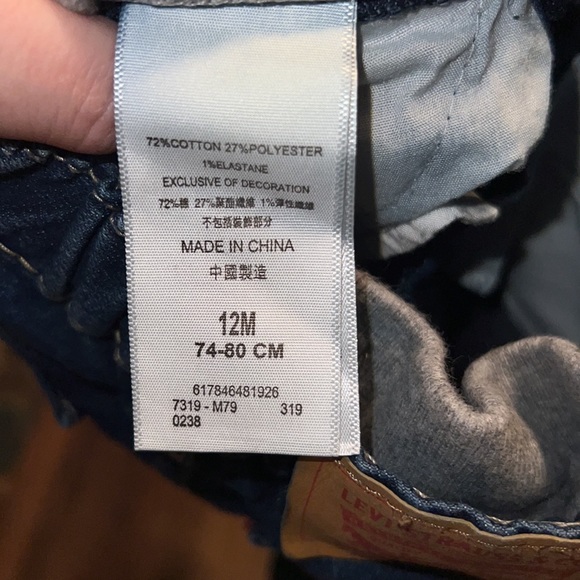 72%COTTON 27%POLYESTER
1%ELASTANE
EXCLUSIVE OF DECORATION
72%棉 27%聚酯纖維 1%彈性纖維
不包括裝飾部分
MADE IN CHINA
中國製造
12M
74-80 CM
617846481926
7319 - M79 319
0238